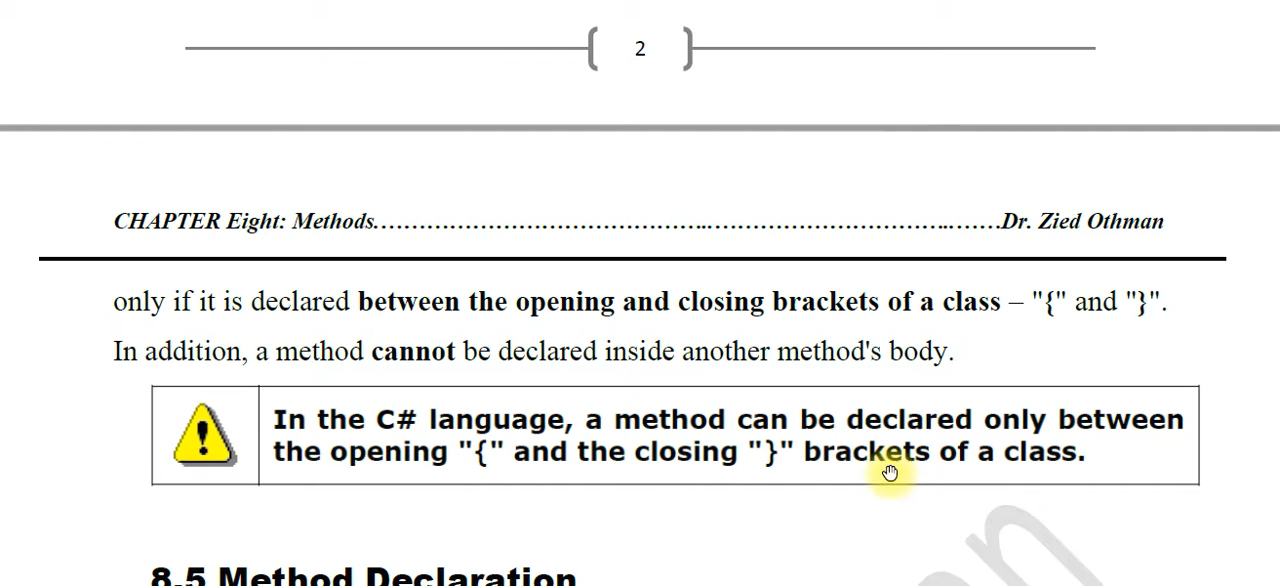 2
CHAPTER Eight: Methods…………………………………….……………………………..……Dr. Zied Othman
only if it is declared between the opening and closing brackets of a class – "{" and "}".
In addition, a method cannot be declared inside another method's body.
In the C# language, a method can be declared only between
the opening "{" and the closing "}" brackets of a class.
8.5 Method Declaration